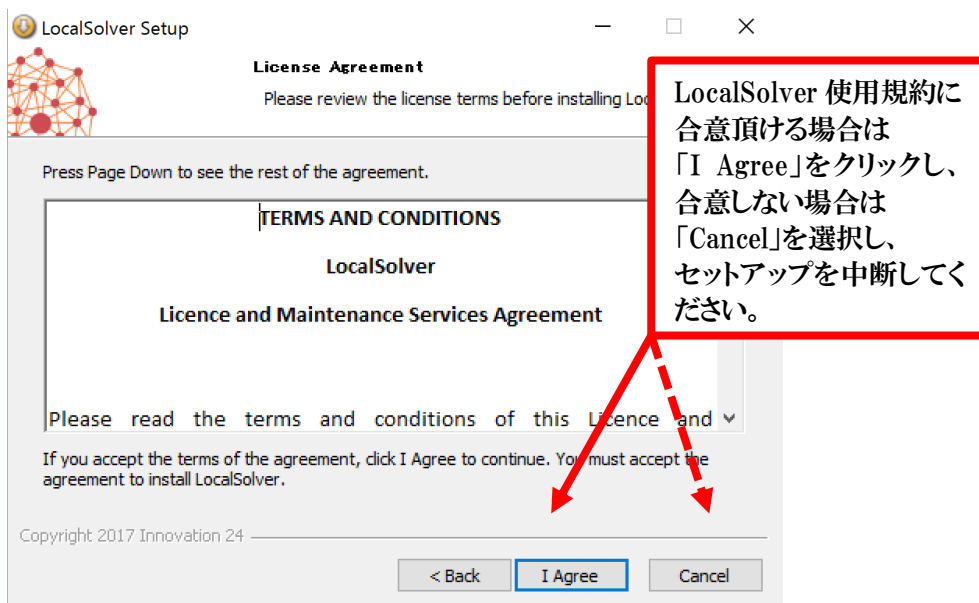 LocalSolver Setup
License Agreement
Please review the license terms before installing Loc
Press Page Down to see the rest of the agreement.
TERMS AND CONDITIONS
LocalSolver
Licence and Maintenance Services Agreement
Please read the terms and conditions of this Licence and
If you accept the terms of the agreement, click I Agree to continue. You must accept the
agreement to install LocalSolver.
Copyright 2017 Innovation 24
< Back
I Agree
Cancel
LocalSolver 使用規約に
合意頂ける場合は
「I Agree」をクリックし、
合意しない場合は
「Cancel」を選択し、
セットアップを中断してく
ださい。